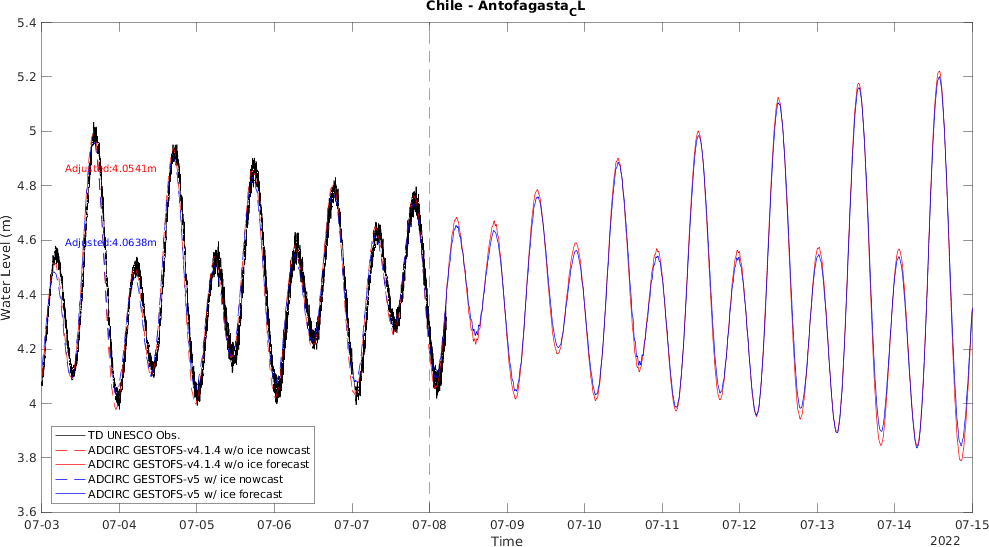 Chile - Antofagasta_CL
5.4
5.2
5
4.8
4.6
4.4
4.2
4
3.8
3.6
Water Level (m)
Adjusted:4.0541m
Adjusted:4.0638m
TD UNESCO Obs.
ADCIRC GESTOFS-v4.1.4 w/o ice nowcast
ADCIRC GESTOFS-v4.1.4 w/o ice forecast
ADCIRC GESTOFS-v5 w/ ice nowcast
ADCIRC GESTOFS-v5 w/ ice forecast
07-03 07-04 07-05 07-06 07-07 07-08 07-09 07-10 07-11 07-12 07-13 07-14 07-15
Time
2022